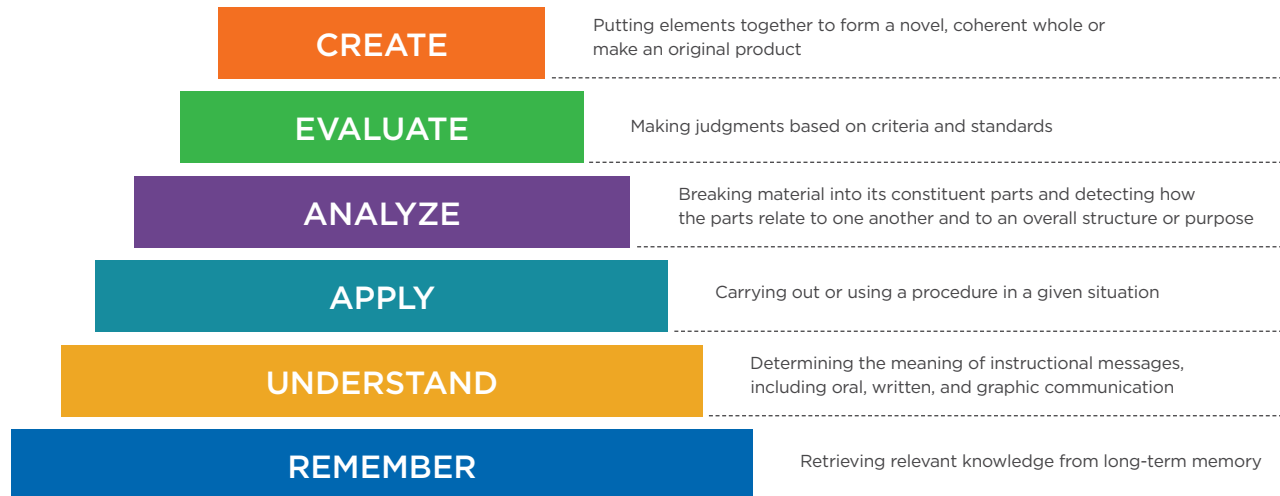 CREATE
Putting elements together to form a novel, coherent whole or
make an original product
EVALUATE
Making judgments based on criteria and standards
ANALYZE
Breaking material into its constituent parts and detecting how
the parts relate to one another and to an overall structure or purpose
APPLY
Carrying out or using a procedure in a given situation
UNDERSTAND
Determining the meaning of instructional messages,
including oral, written, and graphic communication
REMEMBER
Retrieving relevant knowledge from long-term memory